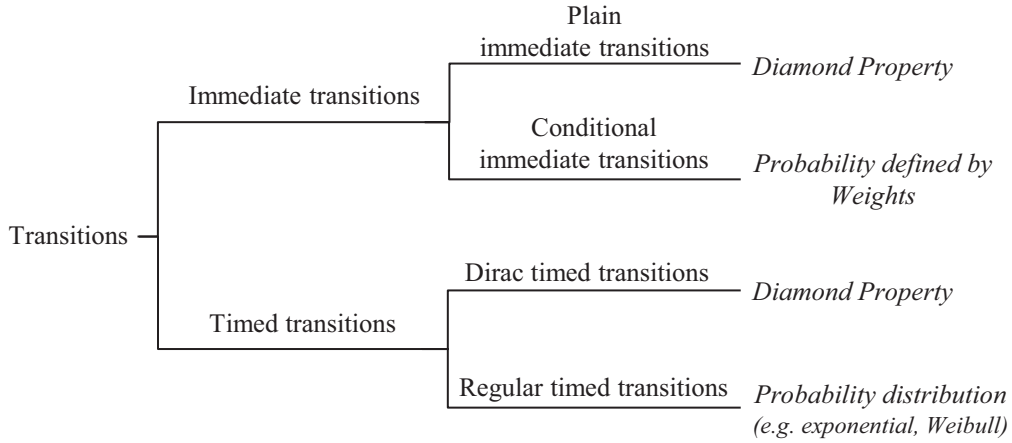 Plain
immediate transitions
Diamond Property
Immediate transitions
Conditional
immediate transitions
Probability defined by
Weights
Transitions
Dirac timed transitions
Diamond Property
Timed transitions
Regular timed transitions
Probability distribution
(e.g. exponential, Weibull)